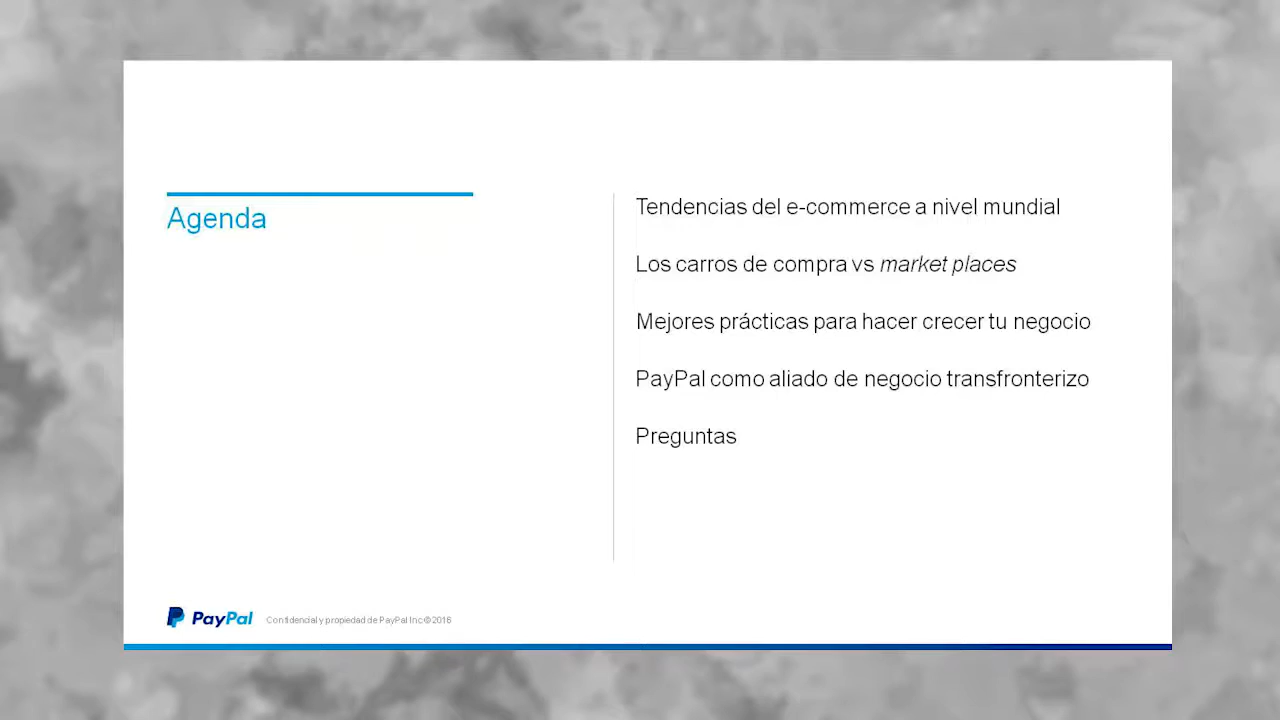 Agenda
Tendencias del e-commerce a nivel mundial
Los carros de compra vs market places
Mejores prácticas para hacer crecer tu negocio
PayPal como aliado de negocio transfronterizo
Preguntas
PayPal Confidencial y propiedad de PayPal Inc © 2016